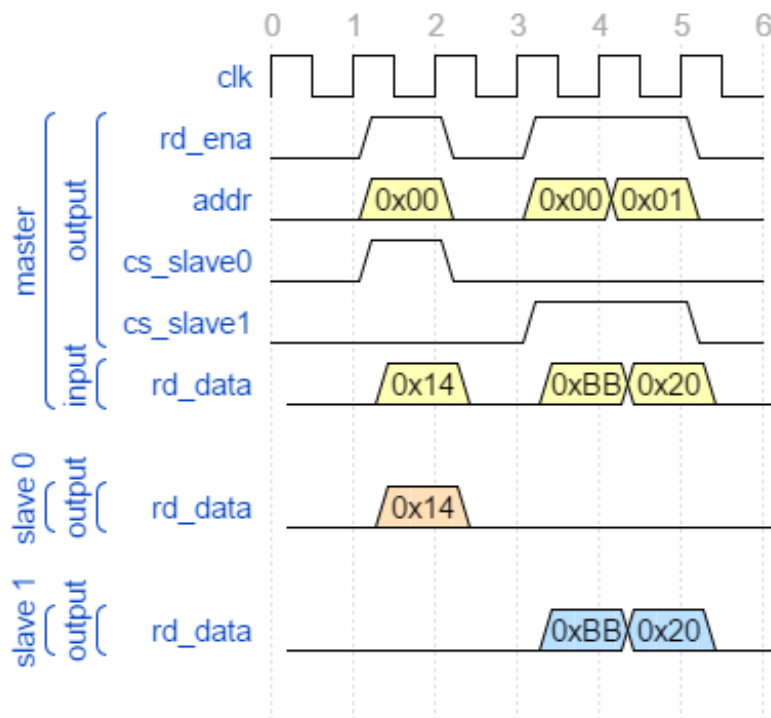 0 1 2 3 4 5 6
clk
rd_ena
addr 0x00 0x00 0x01
cs_slave0
cs_slave1
rd_data 0x14 0xBB 0x20
master
output
input
rd_data 0x14
slave 0
output
rd_data 0xBB 0x20
slave 1
output